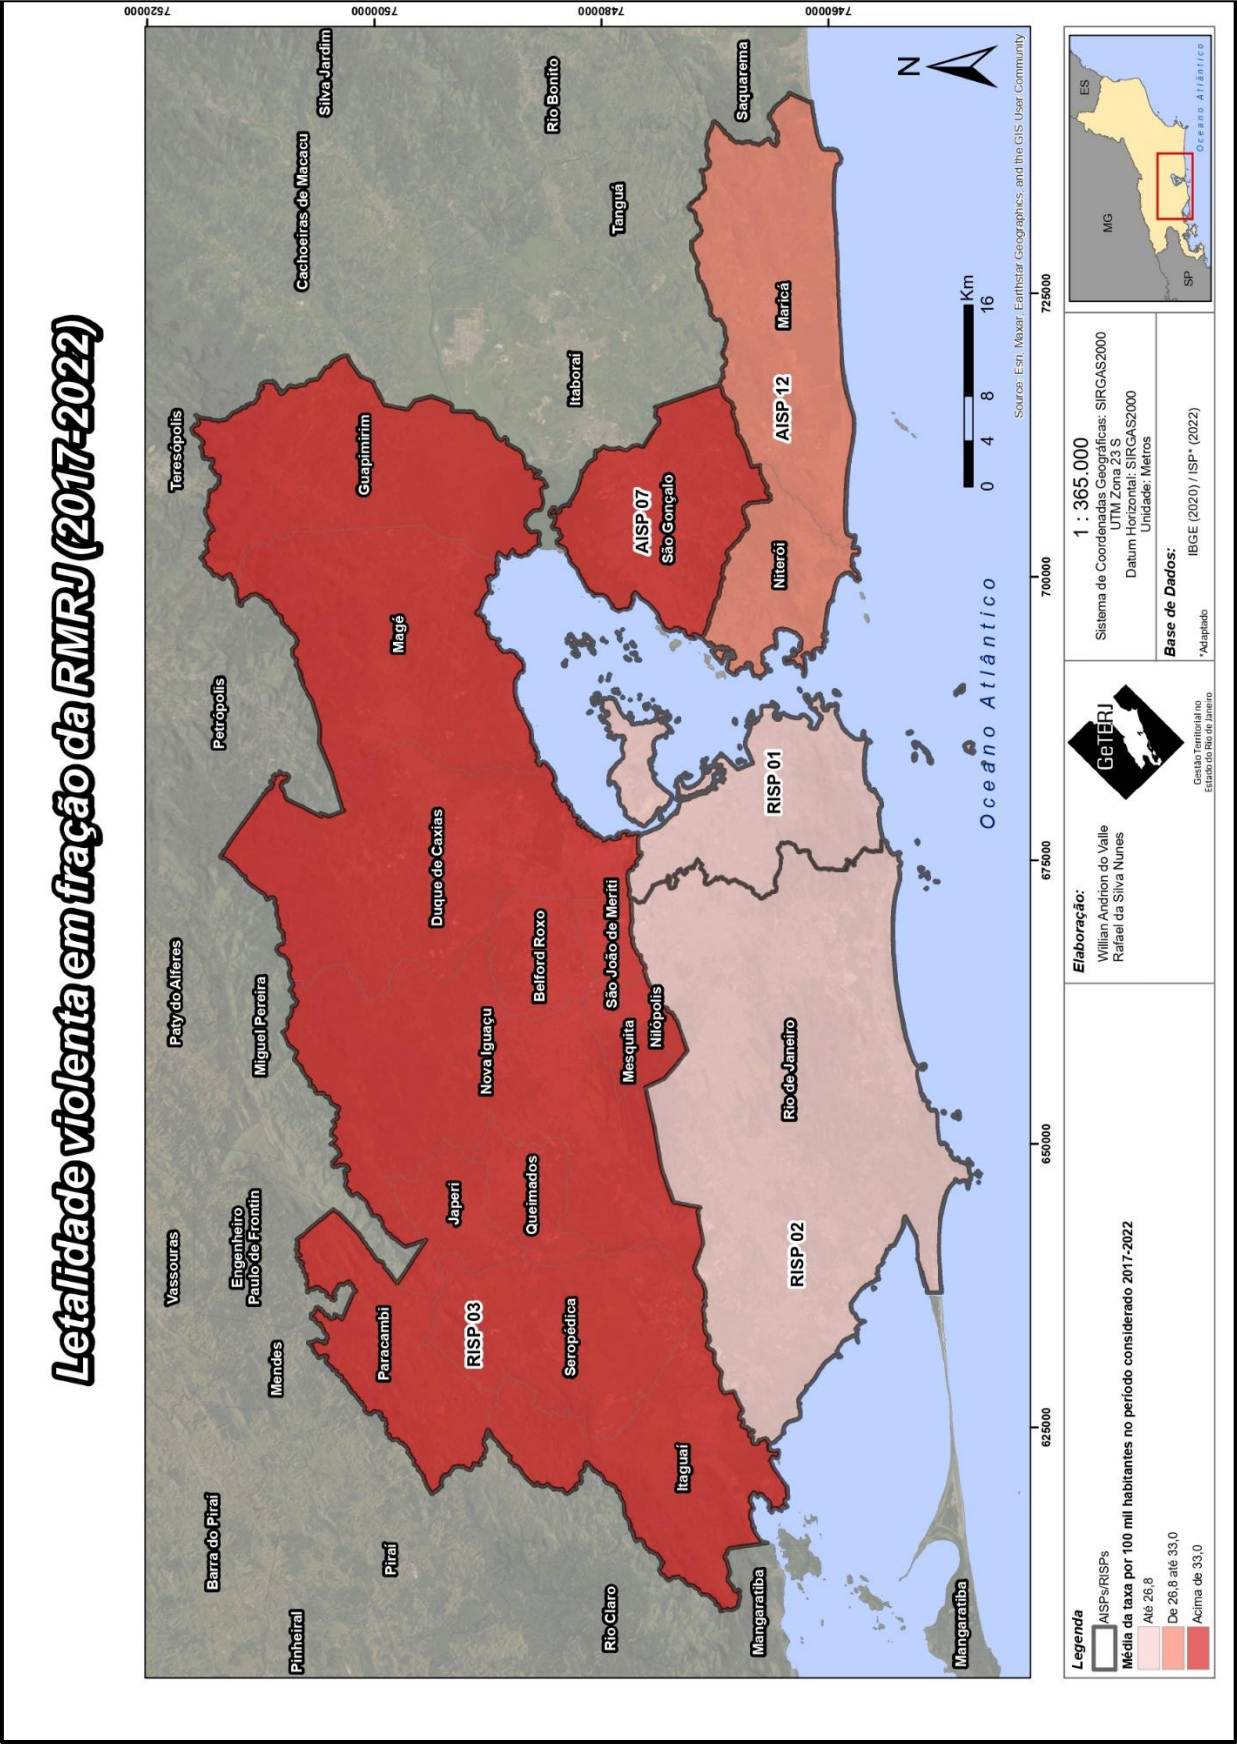 Letalidade violenta em fração da RMRJ (2017-2022)
7520000
7500000
7480000
7460000
625000
650000
675000
700000
725000
Barra do Piraí
Vassouras
Paty do Alferes
Petrópolis
Teresópolis
Silva Jardim
Cachoeiras de Macacu
Pinheiral
Piraí
Mendes
Engenheiro
Paulo de Frontin
Miguel Pereira
Guapimirim
Magé
Duque de Caxias
Paracambi
Japeri
Nova Iguaçu
RISP 03
Queimados
Belford Roxo
Seropédica
São João de Meriti
Mesquita
Nilópolis
Itaguaí
Rio Claro
Mangaratiba
Mangaratiba
Itaboraí
Tanguá
Rio Bonito
Saquarema
AISP 07
São Gonçalo
Niterói
AISP 12
Maricá
RISP 01
Rio de Janeiro
RISP 02
Oceano Atlântico
N
0 4 8 16
Km
Source: Esri, Maxar, Earthstar Geographics, and the GIS User Community
Legenda
AISPs/RISPs
Média da taxa por 100 mil habitantes no período considerado 2017-2022
Até 26,8
De 26,8 até 33,0
Acima de 33,0
Elaboração:
Willian Andrion do Valle
Rafael da Silva Nunes
GeTERJ
Gestão Territorial no
Estado do Rio de Janeiro
1 : 365.000
Sistema de Coordenadas Geográficas: SIRGAS2000
UTM Zona 23 S
Datum Horizontal: SIRGAS2000
Unidade: Metros
Base de Dados:
IBGE (2020) / ISP* (2022)
*Adaptado
MG
ES
SP
Oceano Atlântico